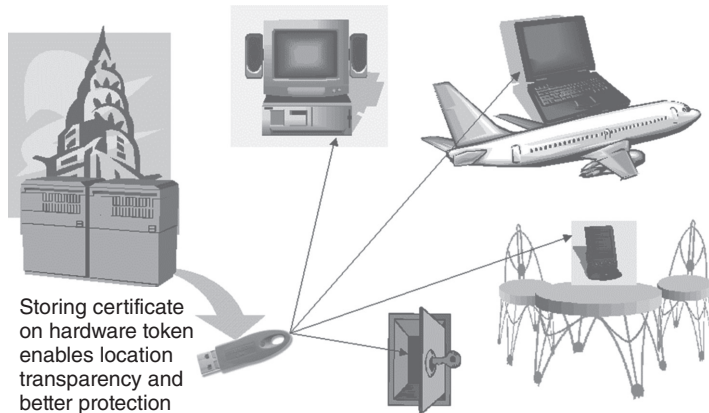 Storing certificate
on hardware token
enables location
transparency and
better protection